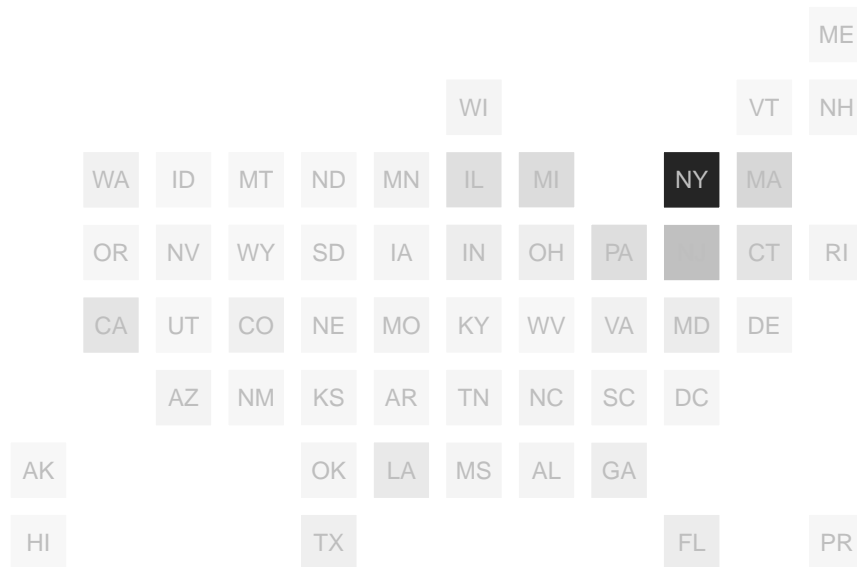 ME
WI VT NH
WA ID MT ND MN IL MI NY MA
OR NV WY SD IA IN OH PA NJ CT RI
CA UT CO NE MO KY WV VA MD DE
AZ NM KS AR TN NC SC DC
AK OK LA MS AL GA
HI TX FL PR